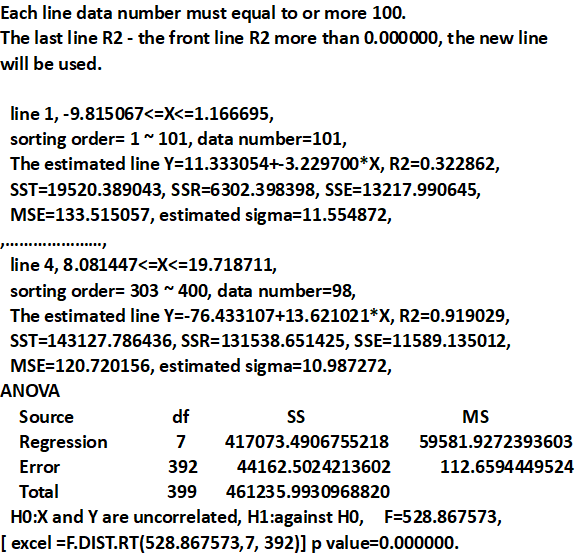 Each line data number must equal to or more 100.
The last line R2 - the front line R2 more than 0.000000, the new line
will be used.
line 1, -9.815067<=X<=1.166695,
sorting order= 1 ~ 101, data number=101,
The estimated line Y=11.333054+-3.229700*X, R2=0.322862,
SST=19520.389043, SSR=6302.398398, SSE=13217.990645,
MSE=133.515057, estimated sigma=11.554872,
,…………………,
line 4, 8.081447<=X<=19.718711,
sorting order= 303 ~ 400, data number=98,
The estimated line Y=-76.433107+13.621021*X, R2=0.919029,
SST=143127.786436, SSR=131538.651425, SSE=11589.135012,
MSE=120.720156, estimated sigma=10.987272,
ANOVA
Source df SS MS
Regression 7 417073.4906755218 59581.9272393603
Error 392 44162.5024213602 112.6594449524
Total 399 461235.9930968820
H0:X and Y are uncorrelated, H1:against H0, F=528.867573,
[ excel =F.DIST.RT(528.867573,7, 392)] p value=0.000000.